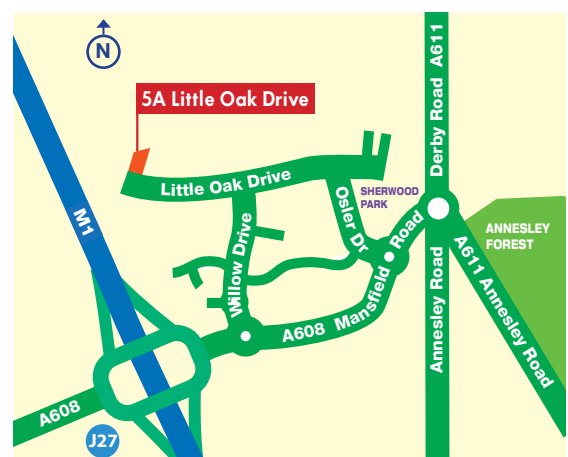 N
5A Little Oak Drive
Derby Road A611
Little Oak Drive
SHERWOOD
PARK
Osler Dr
M1
Willow Drive
ANNESLEY
FOREST
A608 Mansfield Road
Annesley Road
A611 Annesley Road
A608
J27